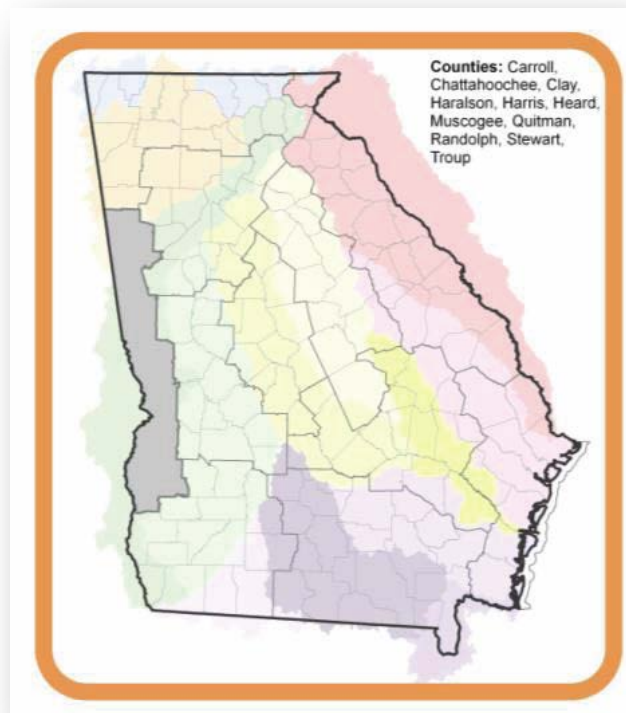 Counties: Carroll,
Chattahoochee, Clay,
Haralson, Harris, Heard,
Muscogee, Quitman,
Randolph, Stewart,
Troup